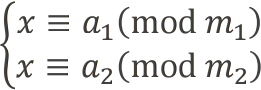 x ≡ a₁(mod m₁)
x ≡ a₂(mod m₂)